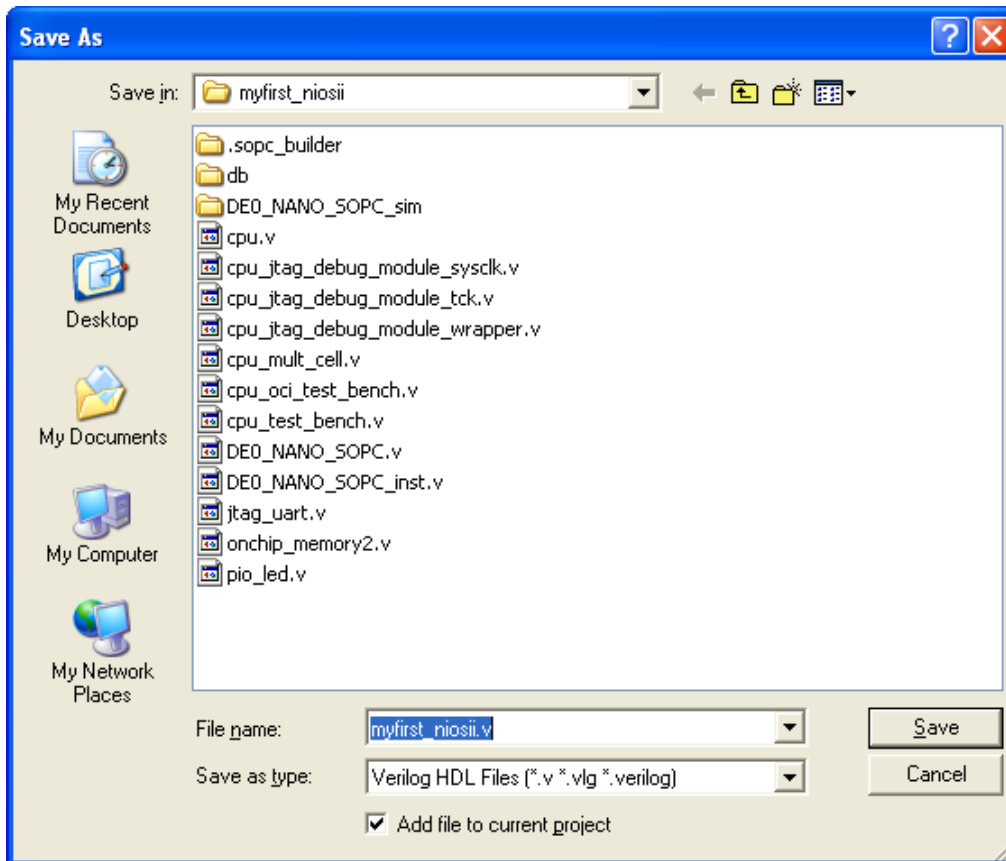 Save As
Save in:
myfirst_niosii
My Recent
Documents
Desktop
My Documents
My Computer
My Network
Places
.sopc_builder
db
DE0_NANO_SOPC_sim
cpu.v
cpu_jtag_debug_module_sysclk.v
cpu_jtag_debug_module_tck.v
cpu_jtag_debug_module_wrapper.v
cpu_mult_cell.v
cpu_oci_test_bench.v
cpu_test_bench.v
DE0_NANO_SOPC.v
DE0_NANO_SOPC_inst.v
jtag_uart.v
onchip_memory2.v
pio_led.v
File name:
myfirst_niosii.v
Save
Save as type:
Verilog HDL Files (*.v *.vlg *.verilog)
Cancel
Add file to current project